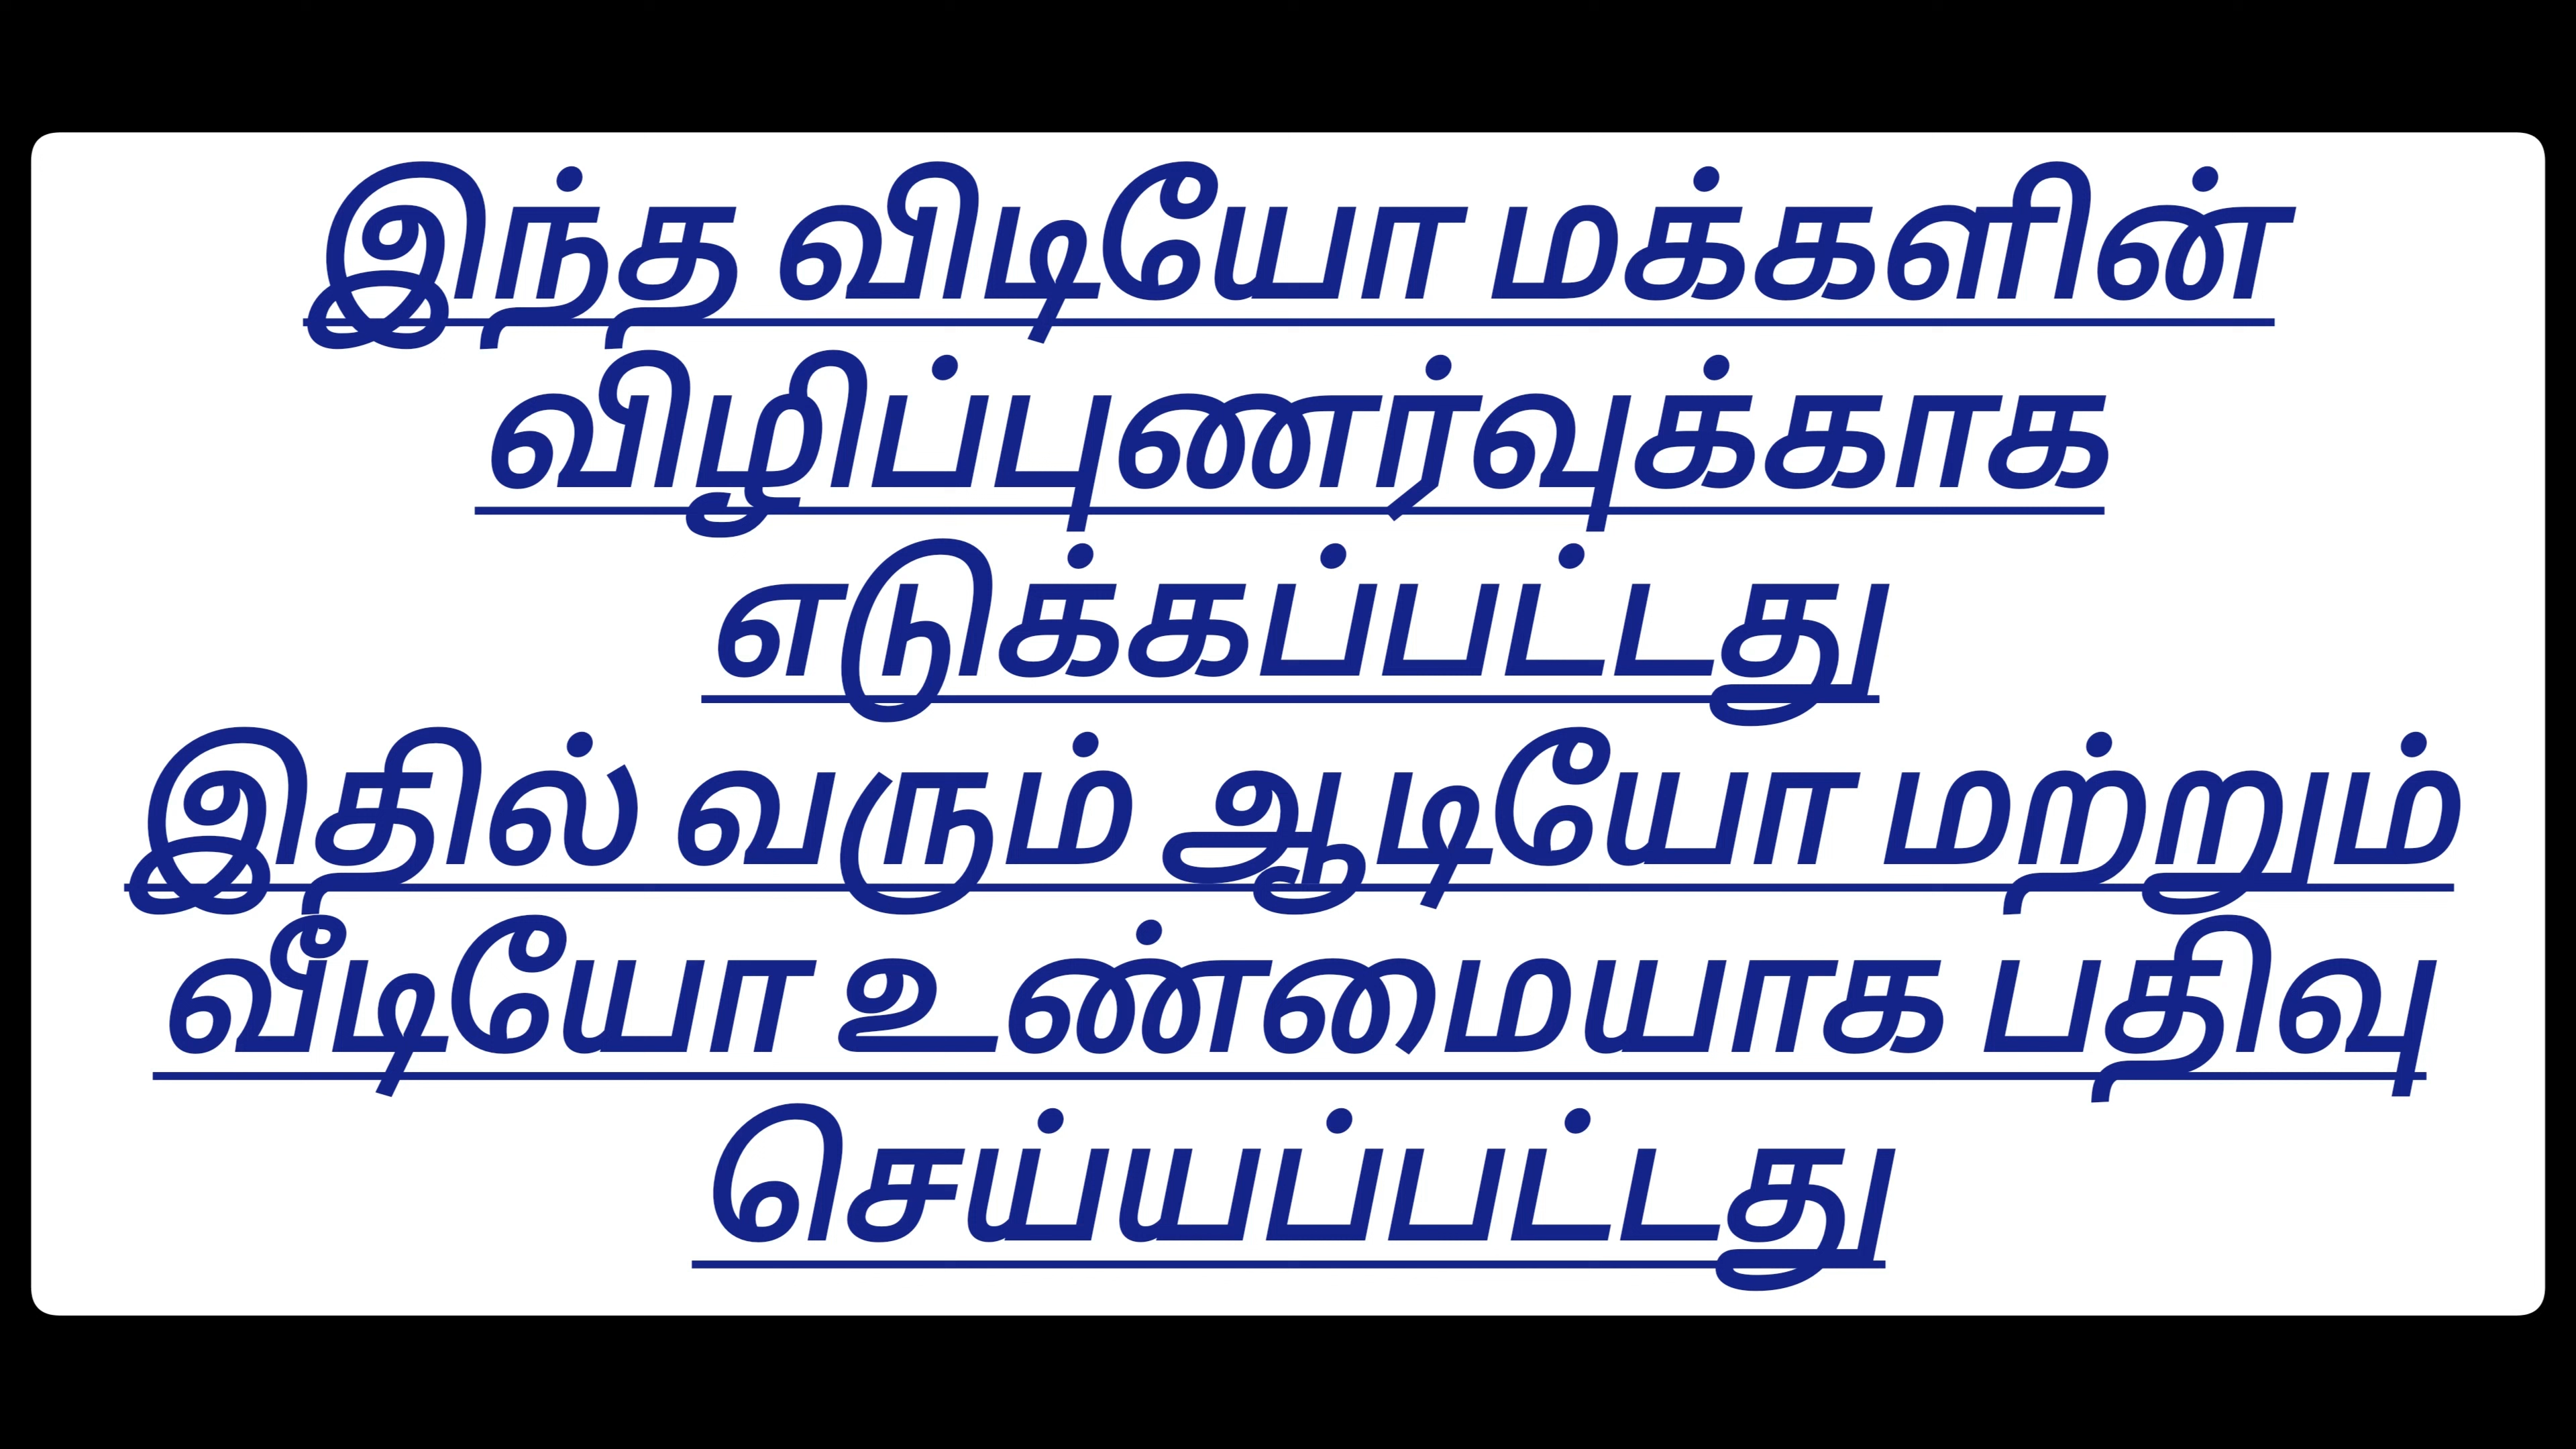 இந்த விடியோ மக்களின்
விழிப்புணர்வுக்காக
எடுக்கப்பட்டது
இதில் வரும் ஆடியோ மற்றும்
வீடியோ உண்மையாக பதிவு
செய்யப்பட்டது